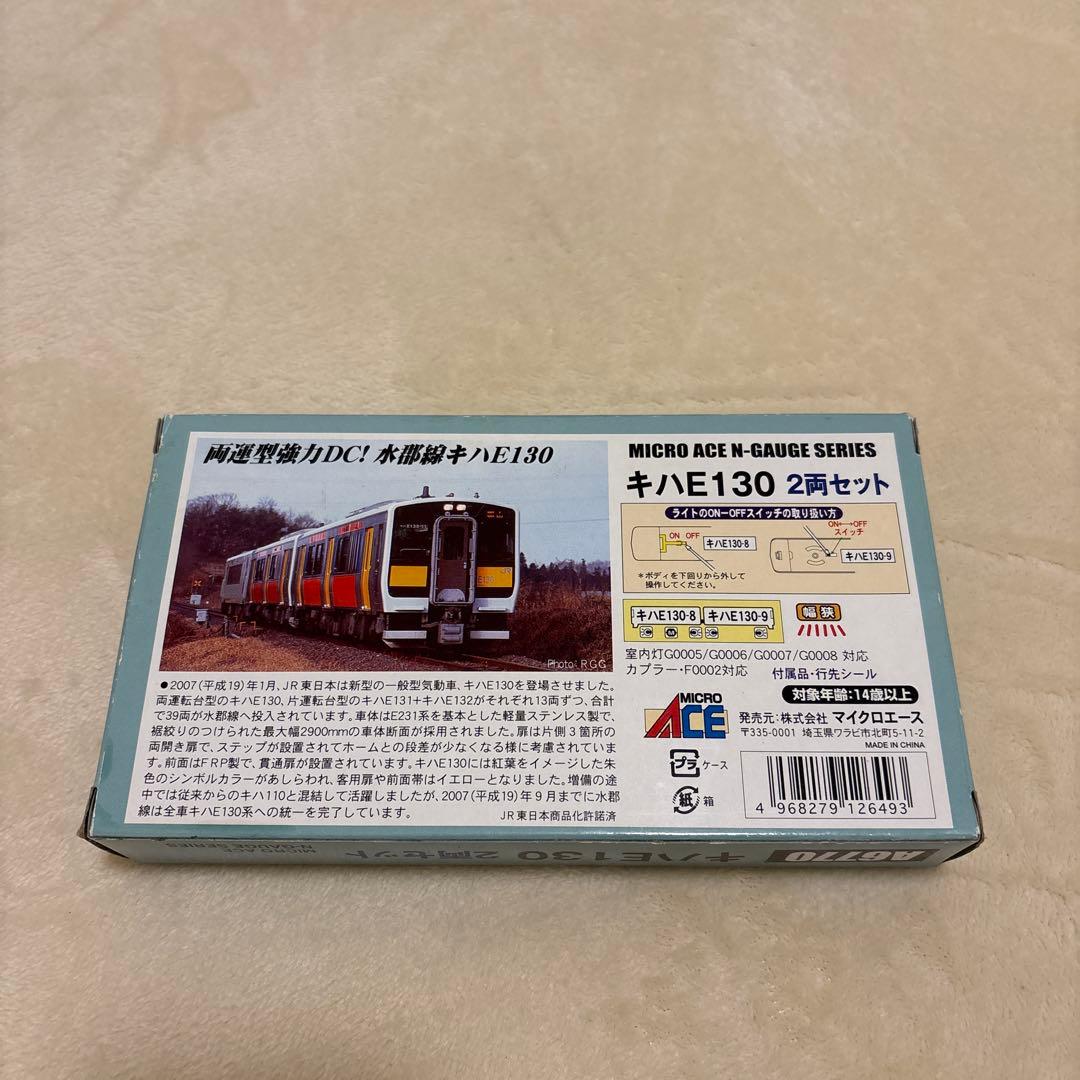 両運型強力DC! 水郡線キハE130
Photo: RGG
●2007(平成19)年1月、JR東日本は新型の一般型気動車、キハE130を登場させました。
両運転台型のキハE130、片運転台型のキハE131+キハE132がそれぞれ13両ずつ、合計
で39両が水郡線へ投入されています。車体はE231系を基本とした軽量ステンレス製で、
裾絞りのつけられた最大幅2900mmの車体断面が採用されました。扉は片側3箇所の
両開き扉で、ステップが設置されてホームとの段差が少なくなる様に考慮されていま
す。前面はFRP製で、貫通扉が設置されています。キハE130には紅葉をイメージした朱
色のシンボルカラーがあしらわれ、客用扉や前面帯はイエローとなりました。増備の途
中では従来からのキハ110と混結して活躍しましたが、2007(平成19)年9月までに水郡
線は全車キハE130系への統一を完了しています。
JR東日本商品化許諾済
MICRO ACE N-GAUGE SERIES
キハE130 2両セット
ライトのON-OFFスイッチの取り扱い方
ON OFF
キハE130-8
ON←→OFF
スイッチ
キハE130-9
*ボディを下回りから外して
操作してください。
キハE130-8 キハE130-9
M
幅狭
室内灯G0005/G0006/G0007/G0008 対応
カプラー・F0002対応 付属品・行先シール
対象年齢:14歳以上
MICRO
ACE
発売元:株式会社 マイクロエース
〒335-0001 埼玉県ワラビ市北町5-11-2
MADE IN CHINA
プラ ケース
紙 箱
4 968279 126493
A6770
キハE130 2両セット
MICRO ACE
N-GAUGE SERIES